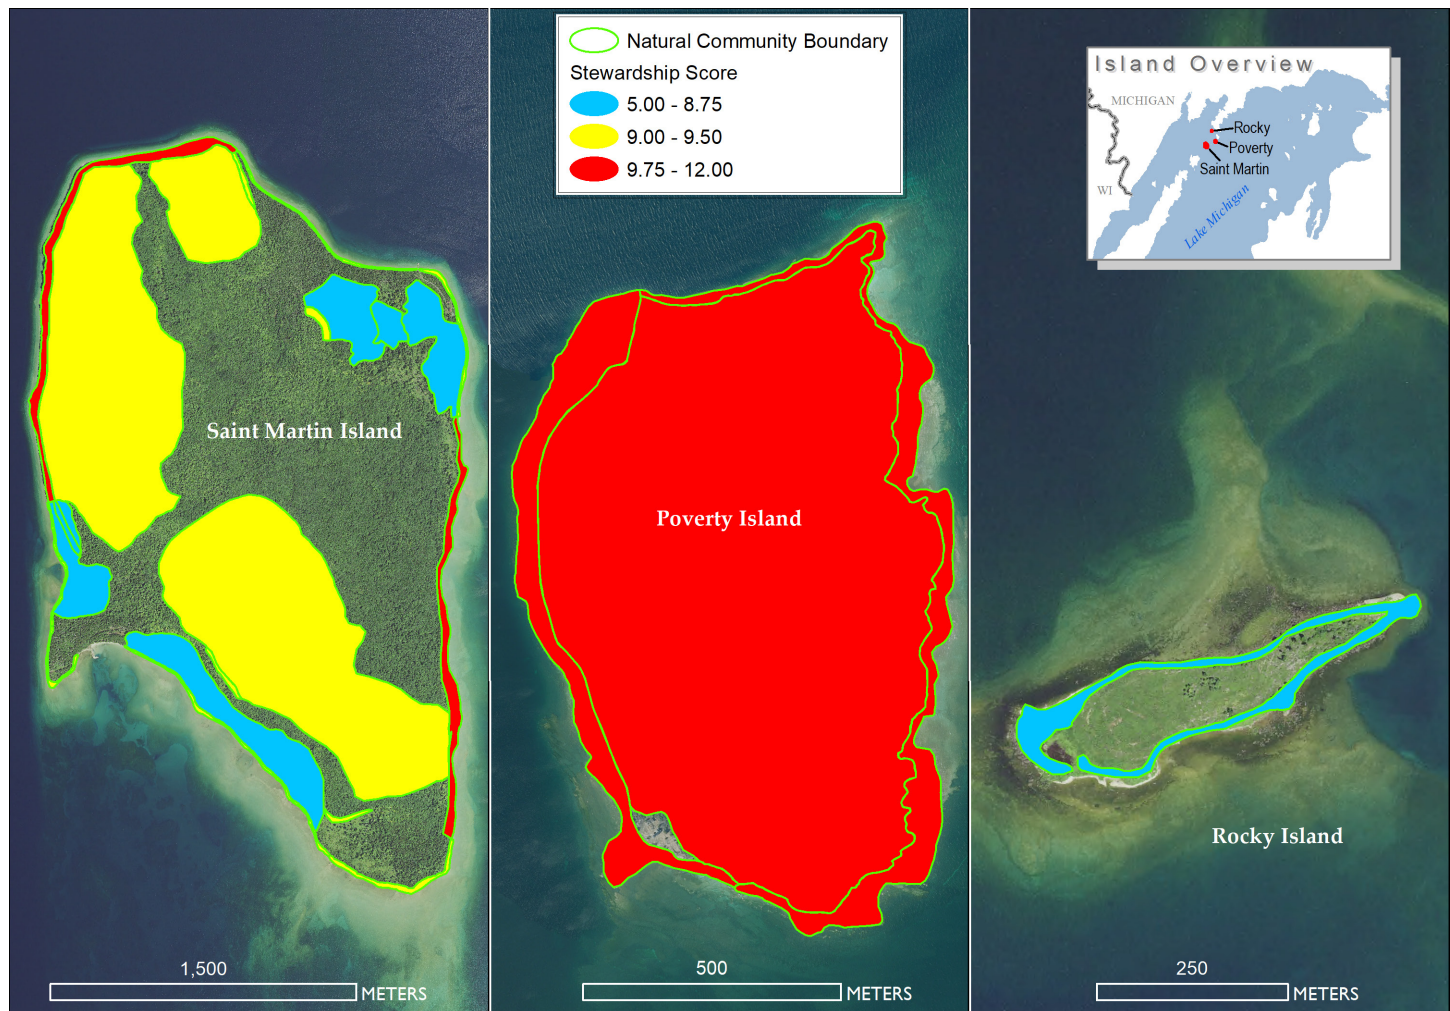 Natural Community Boundary
Stewardship Score
5.00 - 8.75
9.00 - 9.50
9.75 - 12.00
Island Overview
MICHIGAN
Rocky
Poverty
Saint Martin
WI
Lake Michigan
Saint Martin Island
Poverty Island
Rocky Island
1,500
METERS
500
METERS
250
METERS